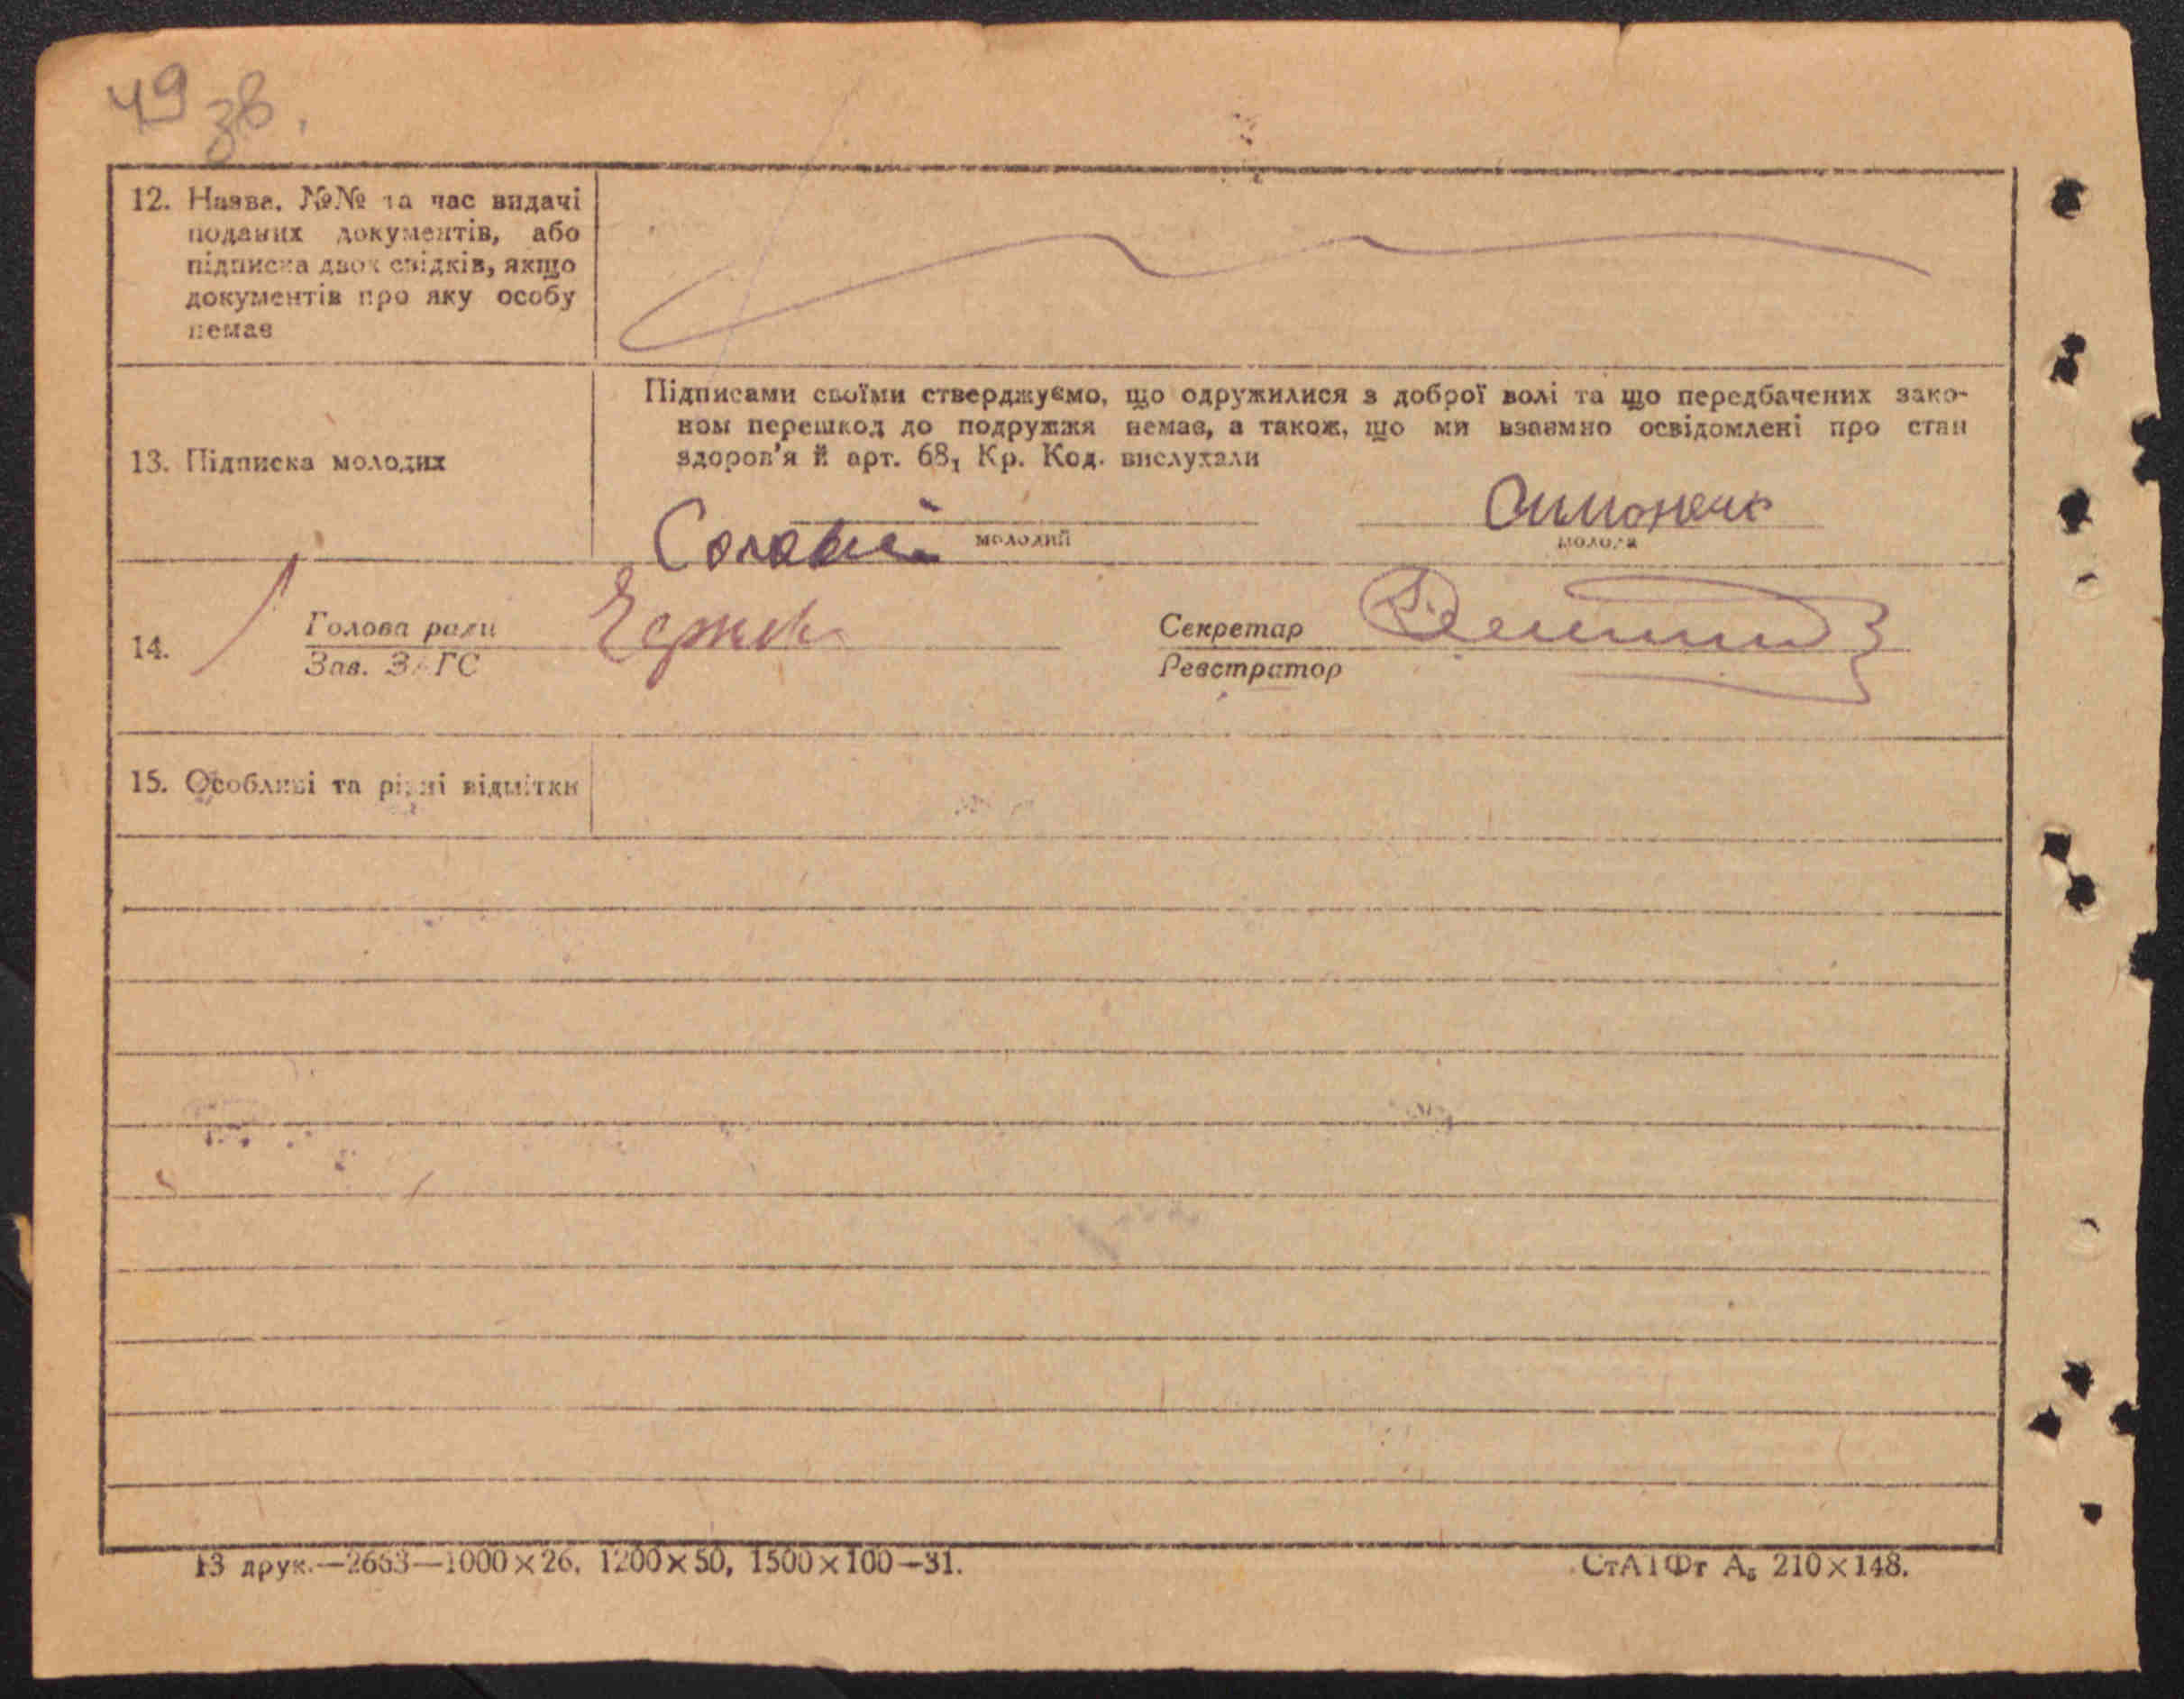 49 зв.
12. Назва. №№ та час видачі
поданих документів, або
підписка двох свідків, якщо
документів про яку особу
немає
Підписами своїми стверджуємо, що одружилися з доброї волі та що передбачених зако-
ном перешкод до подружжя немає, а також, що ми взаємно освідомлені про стан
здоров'я й арт. 68₁ Кр. Код. вислухали
13. Підписка молодих
Соловей молодий
Симоненк молода
14. Голова ради
Зав. ЗАГС
Секретар
Реєстратор
15. Особливі та різні відмітки
13 друк.—2663—1000×26, 1200×50, 1500×100—31.
СтАТФт А₅ 210×148.